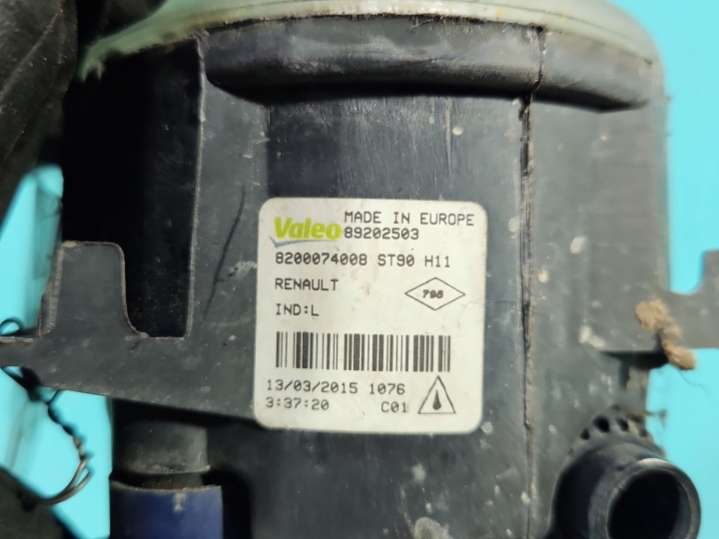 Valeo MADE IN EUROPE
89202503
8200074008 ST90 H11
RENAULT
IND:L
13/03/2015 1076
3:37:20 C01